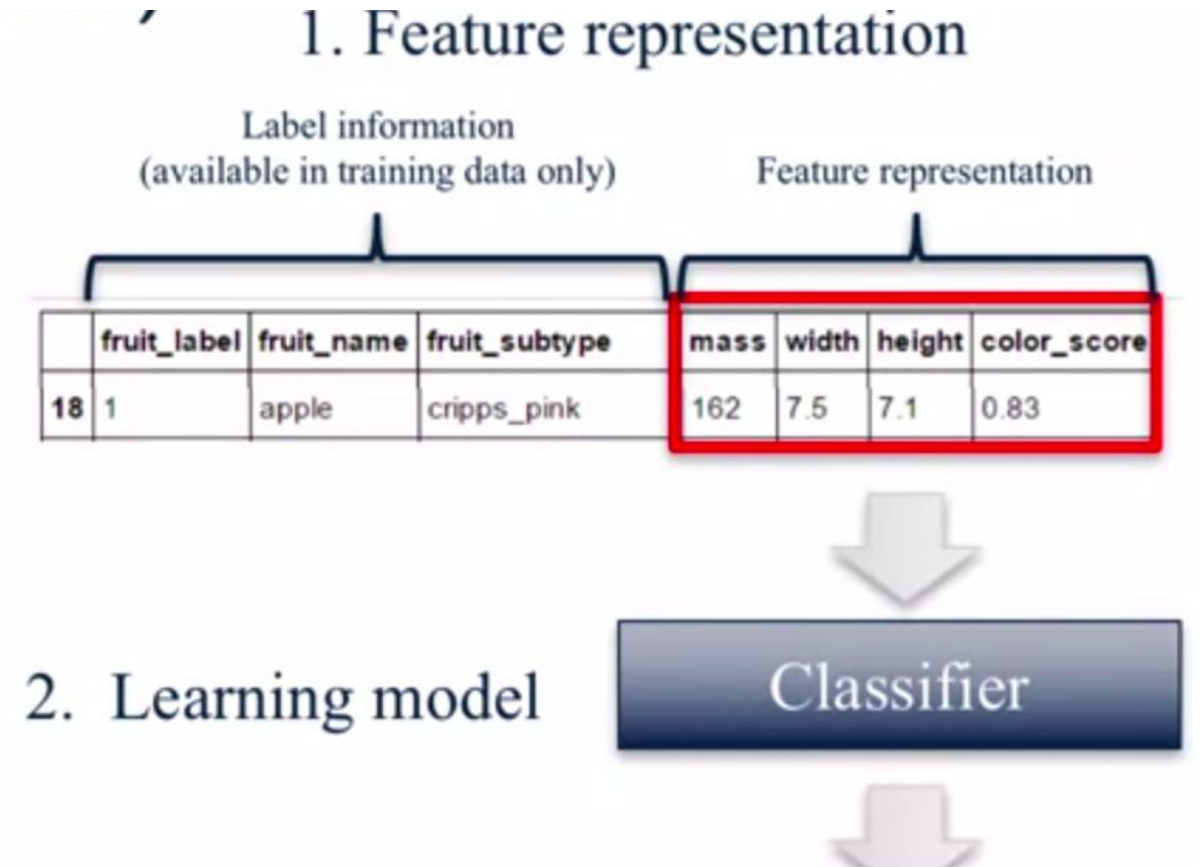 1. Feature representation
Label information
(available in training data only)
Feature representation
fruit_label fruit_name fruit_subtype mass width height color_score
18 1 apple cripps_pink 162 7.5 7.1 0.83
2. Learning model
Classifier